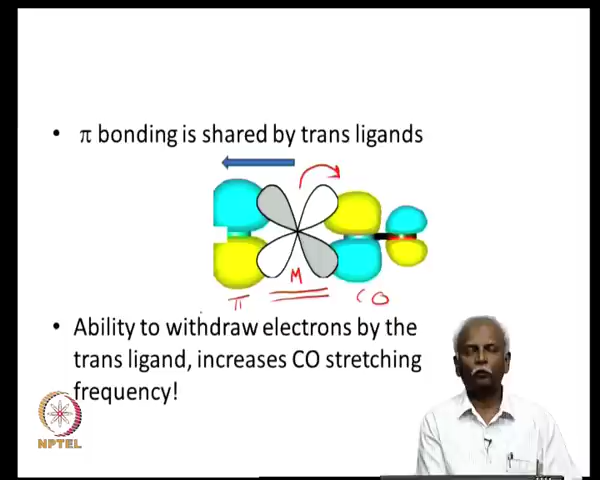 • π bonding is shared by trans ligands
M
π
CO
• Ability to withdraw electrons by the
trans ligand, increases CO stretching
frequency!
NPTEL